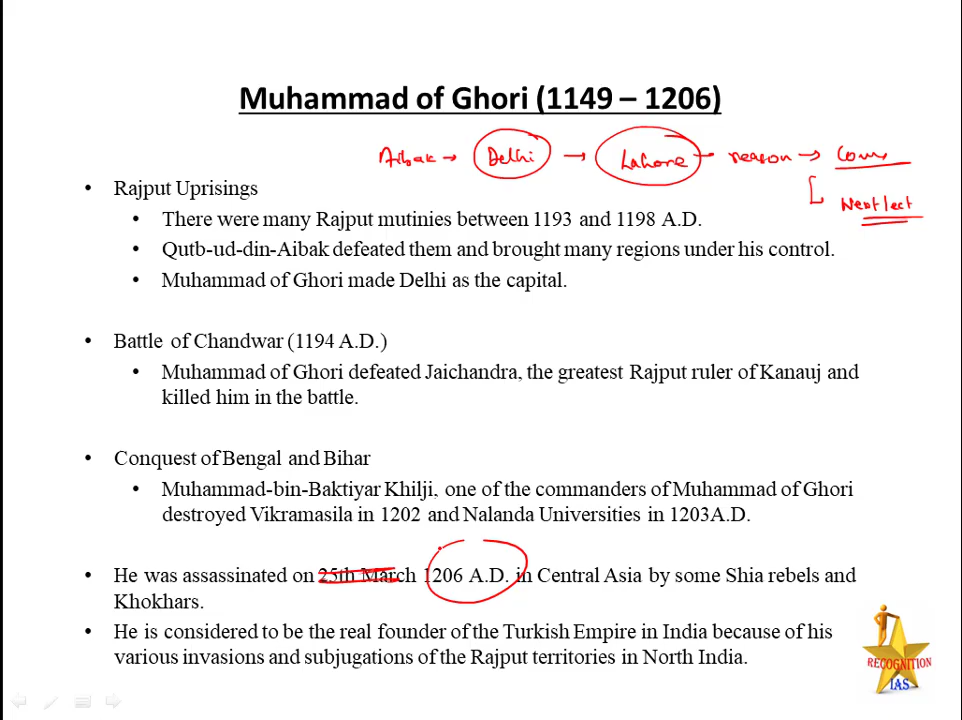 Muhammad of Ghori (1149 – 1206)
Aibak → Delhi → Lahore → reason →
• Rajput Uprisings
• There were many Rajput mutinies between 1193 and 1198 A.D.
• Qutb-ud-din-Aibak defeated them and brought many regions under his control.
• Muhammad of Ghori made Delhi as the capital.
• Battle of Chandwar (1194 A.D.)
• Muhammad of Ghori defeated Jaichandra, the greatest Rajput ruler of Kanauj and
killed him in the battle.
• Conquest of Bengal and Bihar
• Muhammad-bin-Baktiyar Khilji, one of the commanders of Muhammad of Ghori
destroyed Vikramasila in 1202 and Nalanda Universities in 1203A.D.
• He was assassinated on 25th March 1206 A.D. in Central Asia by some Shia rebels and
Khokhars.
• He is considered to be the real founder of the Turkish Empire in India because of his
various invasions and subjugations of the Rajput territories in North India.
RECOGNITION
IAS